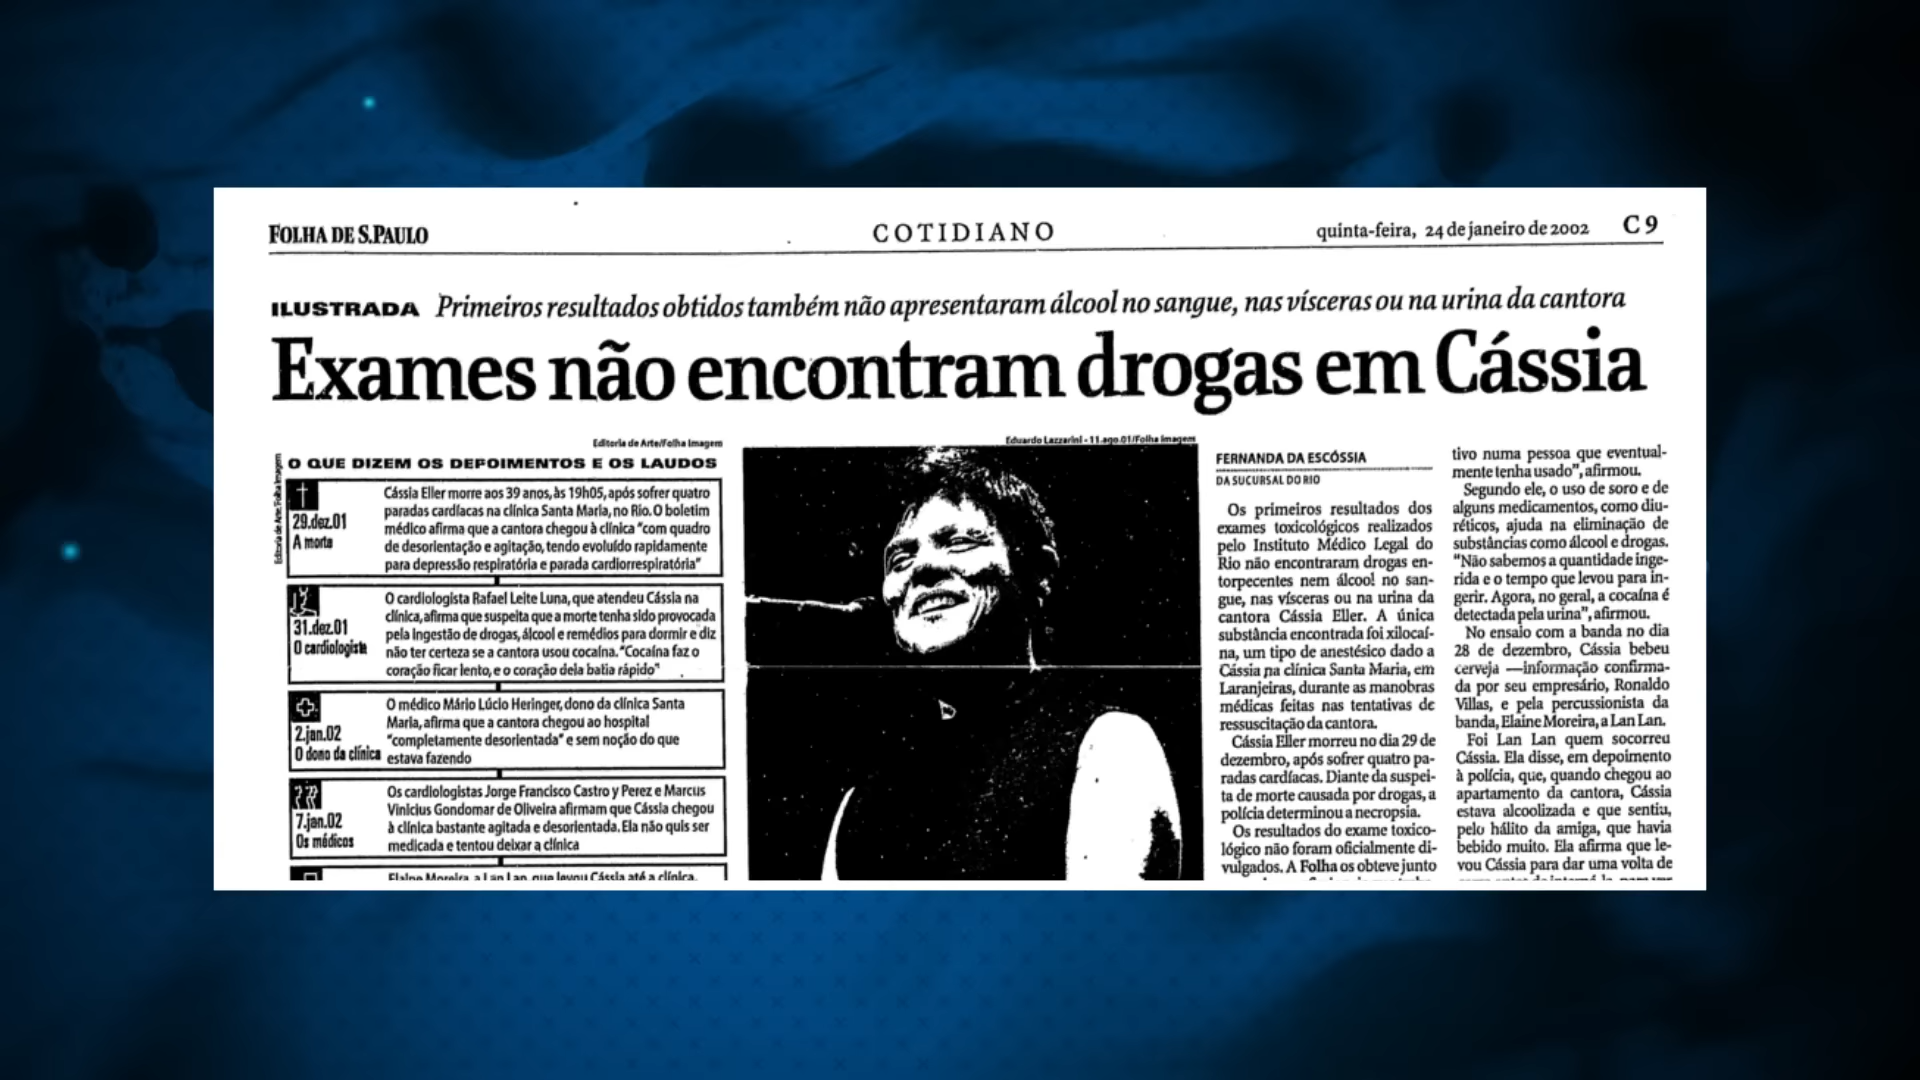 FOLHA DE S.PAULO
COTIDIANO
quinta-feira, 24 de janeiro de 2002
C 9
ILUSTRADA Primeiros resultados obtidos também não apresentaram álcool no sangue, nas vísceras ou na urina da cantora
Exames não encontram drogas em Cássia
Editoria de Arte/Folha Imagem
Editoria de Arte/Folha Imagem
O QUE DIZEM OS DEPOIMENTOS E OS LAUDOS
29.dez.01
A morte
Cássia Eller morre aos 39 anos, às 19h05, após sofrer quatro
paradas cardíacas na clínica Santa Maria, no Rio. O boletim
médico afirma que a cantora chegou à clínica "com quadro
de desorientação e agitação, tendo evoluído rapidamente
para depressão respiratória e parada cardiorrespiratória"
31.dez.01
O cardiologista
O cardiologista Rafael Leite Luna, que atendeu Cássia na
clínica, afirma que suspeita que a morte tenha sido provocada
pela ingestão de drogas, álcool e remédios para dormir e diz
não ter certeza se a cantora usou cocaína. "Cocaína faz o
coração ficar lento, e o coração dela batia rápido"
2.jan.02
O dono da clínica
O médico Mário Lúcio Heringer, dono da clínica Santa
Maria, afirma que a cantora chegou ao hospital
"completamente desorientada" e sem noção do que
estava fazendo
7.jan.02
Os médicos
Os cardiologistas Jorge Francisco Castro y Perez e Marcus
Vinicius Gondomar de Oliveira afirmam que Cássia chegou
à clínica bastante agitada e desorientada. Ela não quis ser
medicada e tentou deixar a clínica
Elaine Moreira, a Lan Lan, que levou Cássia até a clínica,
Eduardo Lazzarini - 11.ago.01/Folha Imagem
FERNANDA DA ESCÓSSIA
DA SUCURSAL DO RIO
Os primeiros resultados dos
exames toxicológicos realizados
pelo Instituto Médico Legal do
Rio não encontraram drogas en-
torpecentes nem álcool no san-
gue, nas vísceras ou na urina da
cantora Cássia Eller. A única
substância encontrada foi xilocaí-
na, um tipo de anestésico dado a
Cássia na clínica Santa Maria, em
Laranjeiras, durante as manobras
médicas feitas nas tentativas de
ressuscitação da cantora.
Cássia Eller morreu no dia 29 de
dezembro, após sofrer quatro pa-
radas cardíacas. Diante da suspei-
ta de morte causada por drogas, a
polícia determinou a necropsia.
Os resultados do exame toxico-
lógico não foram oficialmente di-
vulgados. A Folha os obteve junto
tivo numa pessoa que eventual-
mente tenha usado", afirmou.
Segundo ele, o uso de soro e de
alguns medicamentos, como diu-
réticos, ajuda na eliminação de
substâncias como álcool e drogas.
"Não sabemos a quantidade inge-
rida e o tempo que levou para in-
gerir. Agora, no geral, a cocaína é
detectada pela urina", afirmou.
No ensaio com a banda no dia
28 de dezembro, Cássia bebeu
cerveja —informação confirma-
da por seu empresário, Ronaldo
Villas, e pela percussionista da
banda, Elaine Moreira, a Lan Lan.
Foi Lan Lan quem socorreu
Cássia. Ela disse, em depoimento
à polícia, que, quando chegou ao
apartamento da cantora, Cássia
estava alcoolizada e que sentiu,
pelo hálito da amiga, que havia
bebido muito. Ela afirma que le-
vou Cássia para dar uma volta de